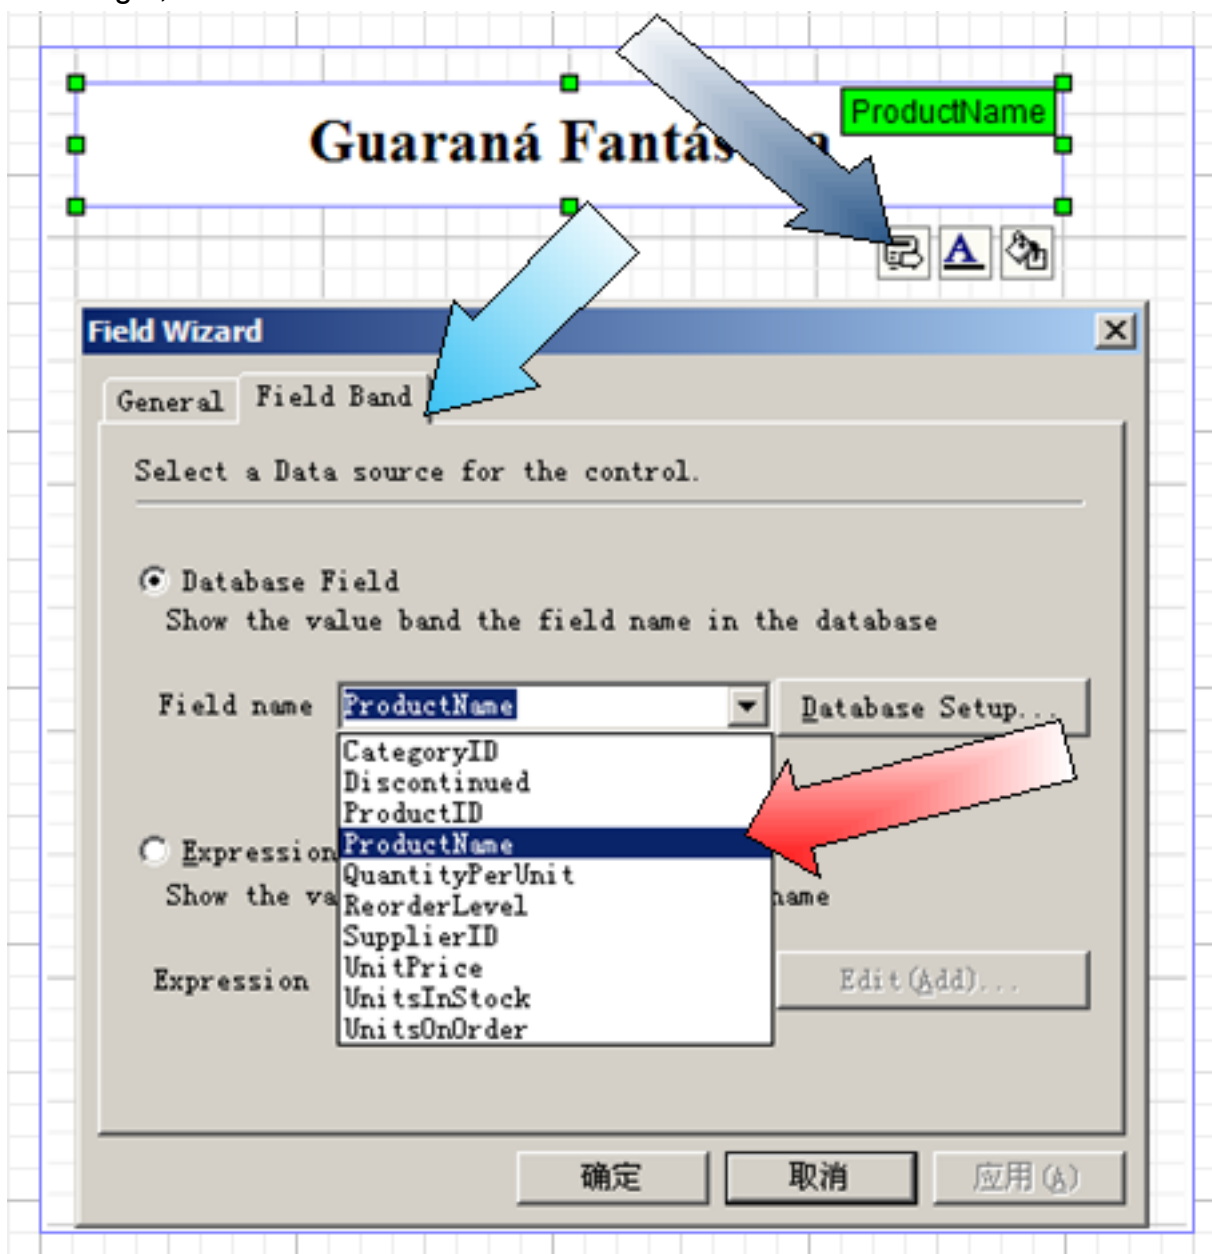 ProductName
Guaraná Fantás
Field Wizard
General Field Band
Select a Data source for the control.
Database Field
Show the value band the field name in the database
Field name ProductName Database Setup...
CategoryID
Discontinued
ProductID
Expression ProductName
QuantityPerUnit
Show the va name
ReorderLevel
SupplierID
Expression UnitPrice Edit(Add)...
UnitsInStock
UnitsOnOrder
确定 取消 应用(A)